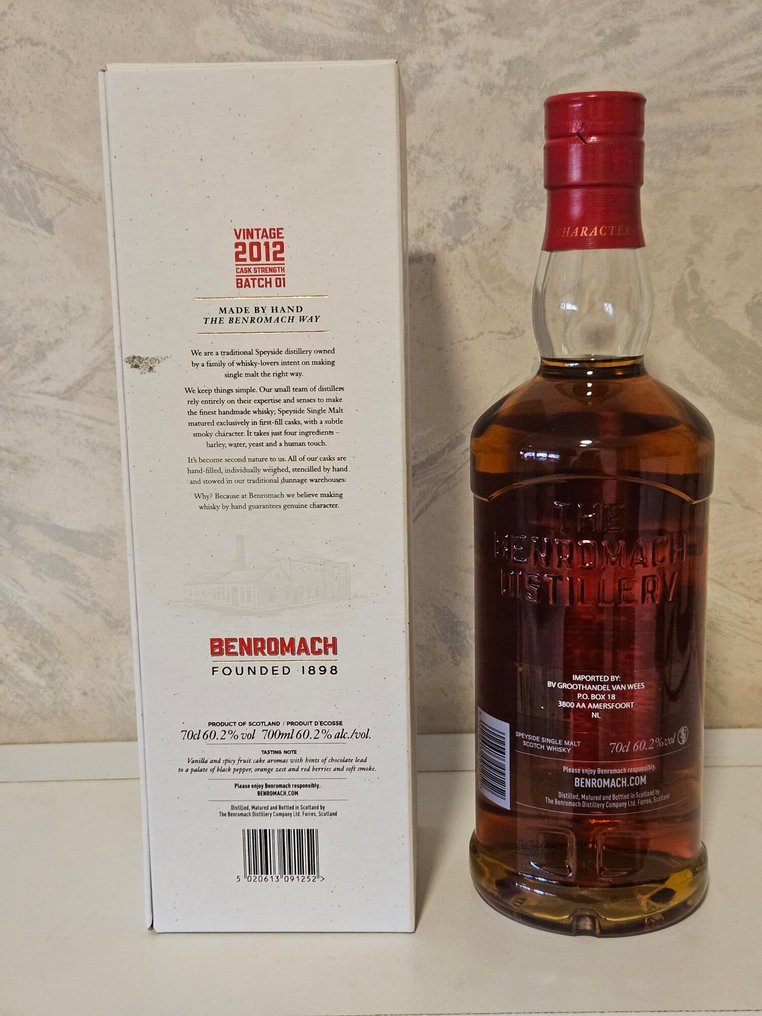 VINTAGE
2012
CASK STRENGTH
BATCH 01
MADE BY HAND
THE BENROMACH WAY
We are a traditional Speyside distillery owned
by a family of whisky-lovers intent on making
single malt the right way.
We keep things simple. Our small team of distillers
rely entirely on their expertise and senses to make
the finest handmade whisky; Speyside Single Malt
matured exclusively in first-fill casks, with a subtle
smoky character. It takes just four ingredients –
barley, water, yeast and a human touch.
It's become second nature to us. All of our casks are
hand-filled, individually weighed, stencilled by hand
and stowed in our traditional dunnage warehouses.
Why? Because at Benromach we believe making
whisky by hand guarantees genuine character.
BENROMACH
FOUNDED 1898
PRODUCT OF SCOTLAND / PRODUIT D'ECOSSE
70cl 60.2% vol 700ml 60.2% alc./vol.
TASTING NOTE
Vanilla and spicy fruit cake aromas with hints of chocolate lead
to a palate of black pepper, orange zest and red berries and soft smoke.
Please enjoy Benromach responsibly.
BENROMACH.COM
Distilled, Matured and Bottled in Scotland by
The Benromach Distillery Company Ltd. Forres, Scotland
5 020613 091252 >
CHARACTER
THE
BENROMACH
DISTILLERY
IMPORTED BY:
BV GROOTHANDEL VAN WEES
P.O. BOX 18
3800 AA AMERSFOORT
NL
SPEYSIDE SINGLE MALT
SCOTCH WHISKY
70cl 60.2% vol
Please enjoy Benromach responsibly.
BENROMACH.COM
Distilled, Matured and Bottled in Scotland by
The Benromach Distillery Company Ltd. Forres, Scotland